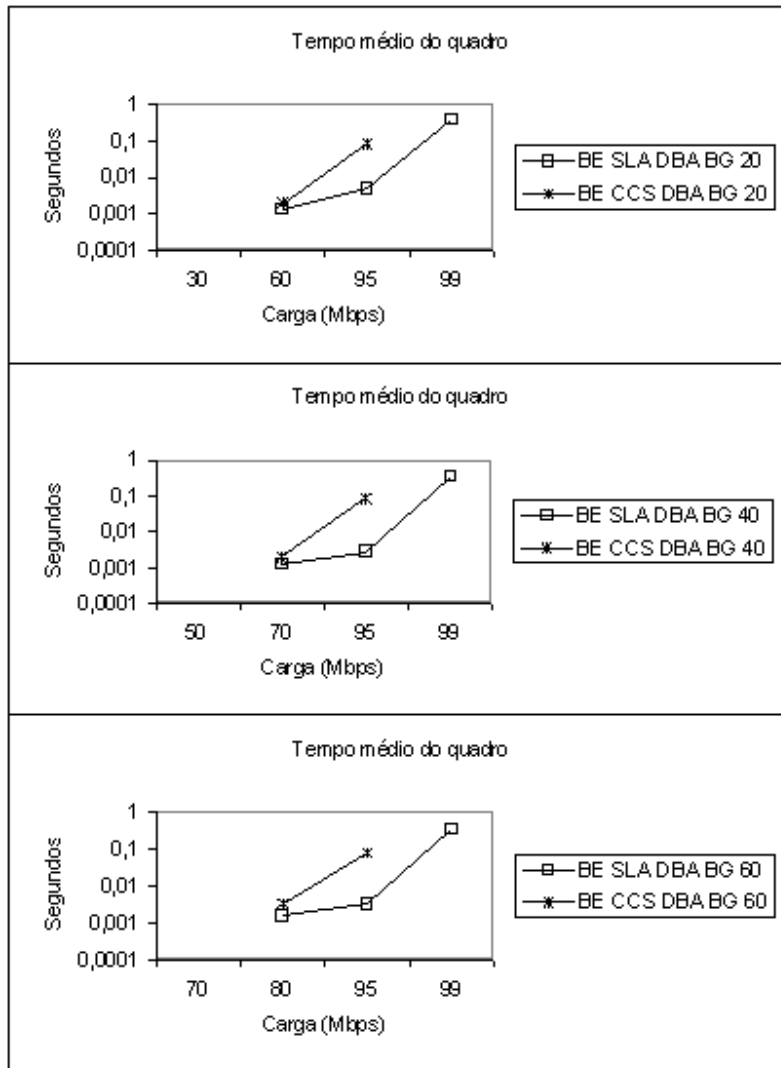 Tempo médio do quadro
1
0,1
0,01
0,001
0,0001
Segundos
30 60 95 99
Carga (Mbps)
BE SLA DBA BG 20
BE CCS DBA BG 20
Tempo médio do quadro
1
0,1
0,01
0,001
0,0001
Segundos
50 70 95 99
Carga (Mbps)
BE SLA DBA BG 40
BE CCS DBA BG 40
Tempo médio do quadro
1
0,1
0,01
0,001
0,0001
Segundos
70 80 95 99
Carga (Mbps)
BE SLA DBA BG 60
BE CCS DBA BG 60